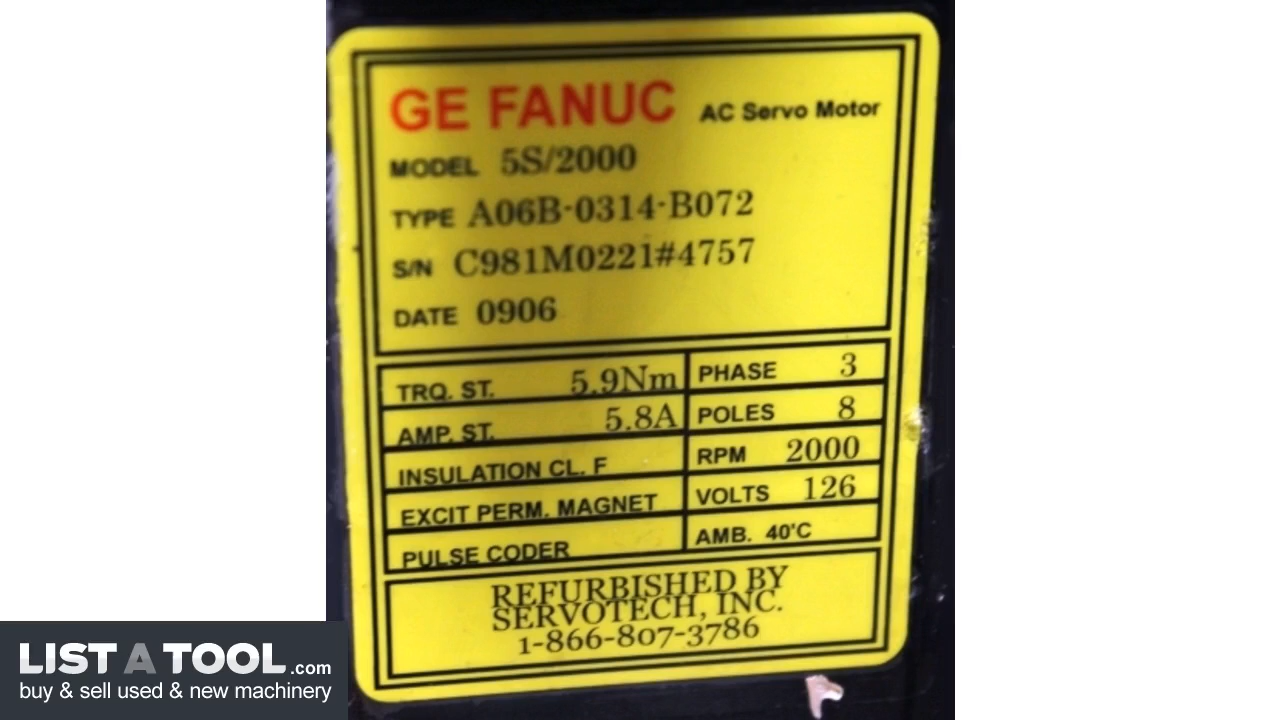 GE FANUC AC Servo Motor
MODEL 5S/2000
TYPE A06B-0314-B072
S/N C981M0221#4757
DATE 0906
TRQ. ST. 5.9Nm PHASE 3
AMP. ST. 5.8A POLES 8
INSULATION CL. F RPM 2000
EXCIT PERM. MAGNET VOLTS 126
PULSE CODER AMB. 40'C
REFURBISHED BY
SERVOTECH, INC.
1-866-807-3786
LIST A TOOL.com
buy & sell used & new machinery